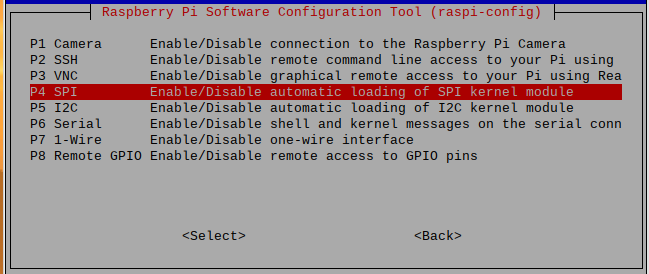 Raspberry Pi Software Configuration Tool (raspi-config)
P1 Camera Enable/Disable connection to the Raspberry Pi Camera
P2 SSH Enable/Disable remote command line access to your Pi using
P3 VNC Enable/Disable graphical remote access to your Pi using Rea
P4 SPI Enable/Disable automatic loading of SPI kernel module
P5 I2C Enable/Disable automatic loading of I2C kernel module
P6 Serial Enable/Disable shell and kernel messages on the serial conn
P7 1-Wire Enable/Disable one-wire interface
P8 Remote GPIO Enable/Disable remote access to GPIO pins
<Select> <Back>